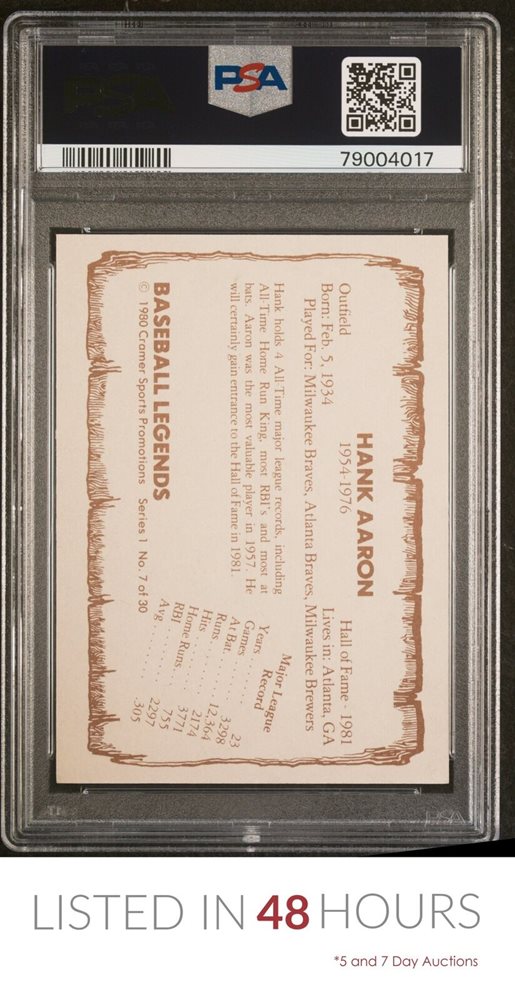 PSA
79004017
HANK AARON
1954-1976
Outfield
Hall of Fame - 1981
Born: Feb. 5, 1934
Lives in: Atlanta, GA
Played For: Milwaukee Braves, Atlanta Braves, Milwaukee Brewers
Hank holds 4 All-Time major league records, including
All-Time Home Run King, most RBI's and most at
bats. Aaron was the most valuable player in 1957. He
will certainly gain entrance to the Hall of Fame in 1981.
Major League
Record
Years . . . . . . . . 23
Games . . . . . . 3298
At Bat. . . . . . 12,364
Runs . . . . . . . 2174
Hits . . . . . . . . 3771
Home Runs. . . . . 755
RBI . . . . . . . . 2297
Avg. . . . . . . . . 305
BASEBALL LEGENDS
© 1980 Cramer Sports Promotions Series 1 No. 7 of 30
PSA
LISTED IN 48 HOURS
*5 and 7 Day Auctions